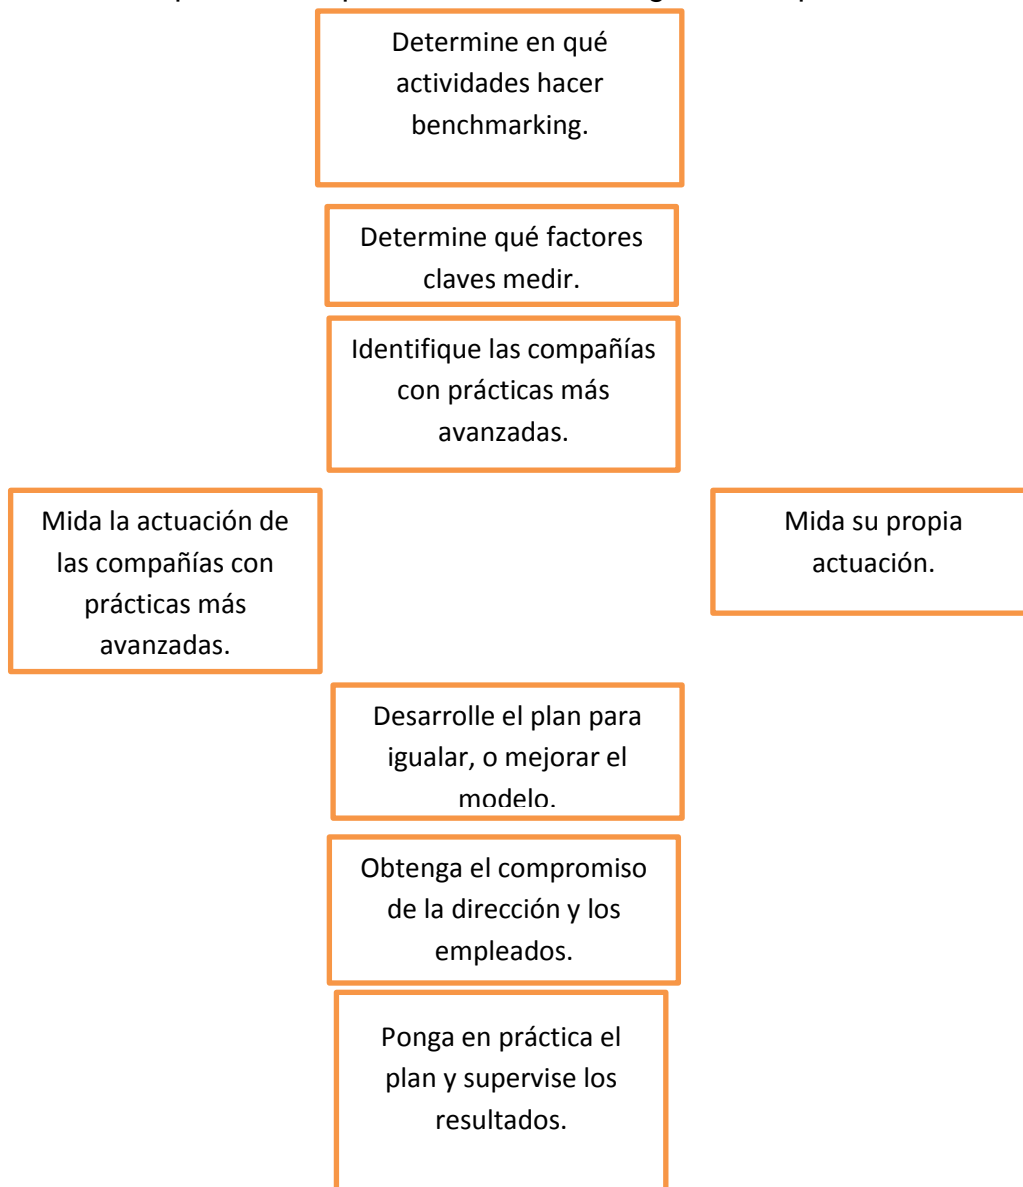 Determine en qué
actividades hacer
benchmarking.
Determine qué factores
claves medir.
Identifique las compañías
con prácticas más
avanzadas.
Mida la actuación de
las compañías con
prácticas más
avanzadas.
Mida su propia
actuación.
Desarrolle el plan para
igualar, o mejorar el
modelo.
Obtenga el compromiso
de la dirección y los
empleados.
Ponga en práctica el
plan y supervise los
resultados.